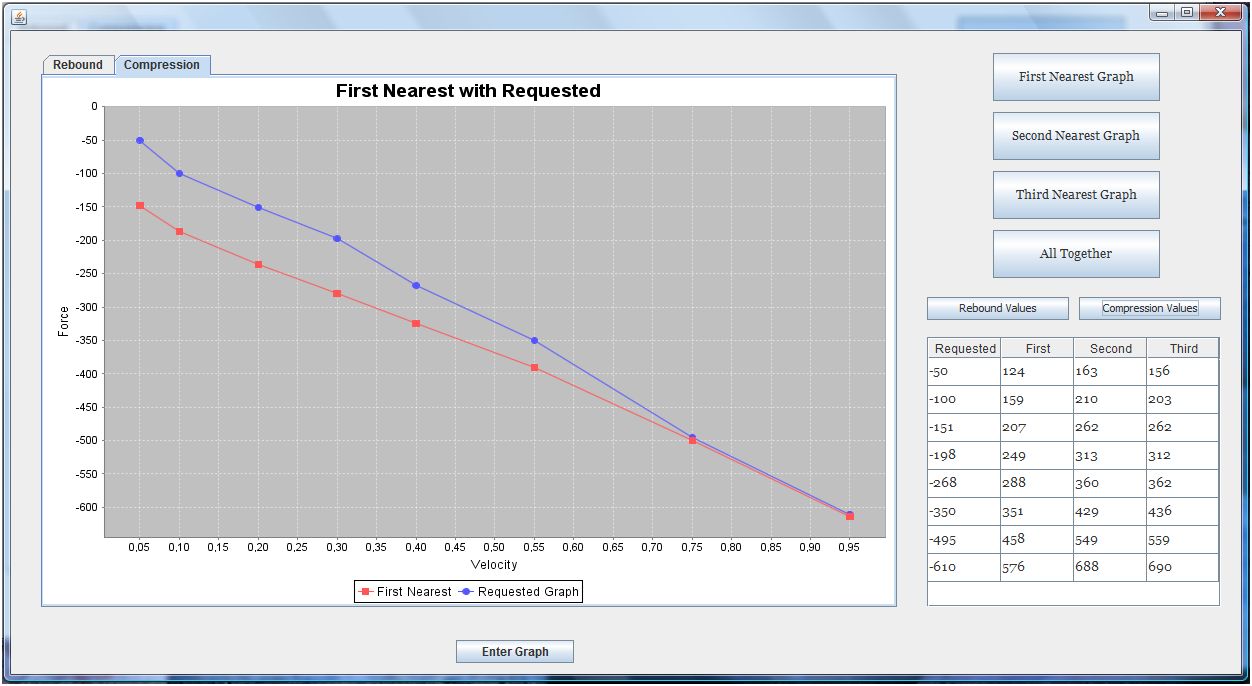 Rebound Compression
First Nearest with Requested
Force
0
-50
-100
-150
-200
-250
-300
-350
-400
-450
-500
-550
-600
0,05 0,10 0,15 0,20 0,25 0,30 0,35 0,40 0,45 0,50 0,55 0,60 0,65 0,70 0,75 0,80 0,85 0,90 0,95
Velocity
First Nearest Requested Graph
Enter Graph
First Nearest Graph
Second Nearest Graph
Third Nearest Graph
All Together
Rebound Values Compression Values
Requested First Second Third
-50 124 163 156
-100 159 210 203
-151 207 262 262
-198 249 313 312
-268 288 360 362
-350 351 429 436
-495 458 549 559
-610 576 688 690